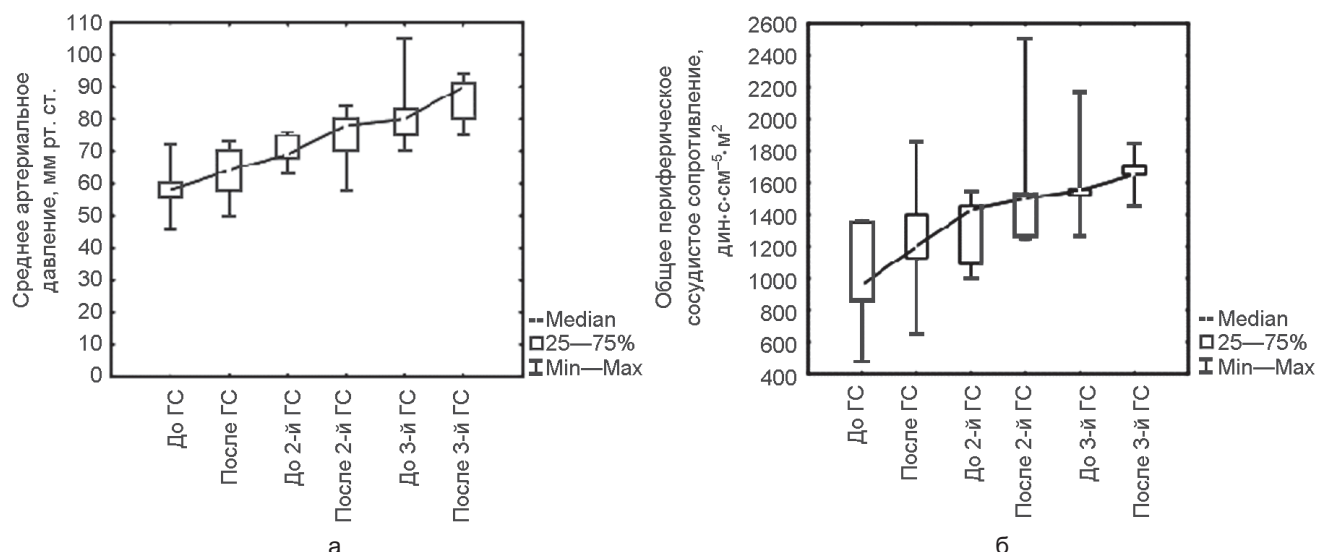 Среднее артериальное
давление, мм рт. ст.
110
100
90
80
70
60
50
40
30
20
10
0
До ГС
После ГС
До 2-й ГС
После 2-й ГС
До 3-й ГС
После 3-й ГС
Median
25—75%
Min—Max
а
Общее периферическое
сосудистое сопротивление,
дин·с·см⁻⁵·м²
2600
2400
2200
2000
1800
1600
1400
1200
1000
800
600
400
До ГС
После ГС
До 2-й ГС
После 2-й ГС
До 3-й ГС
После 3-й ГС
Median
25—75%
Min—Max
б